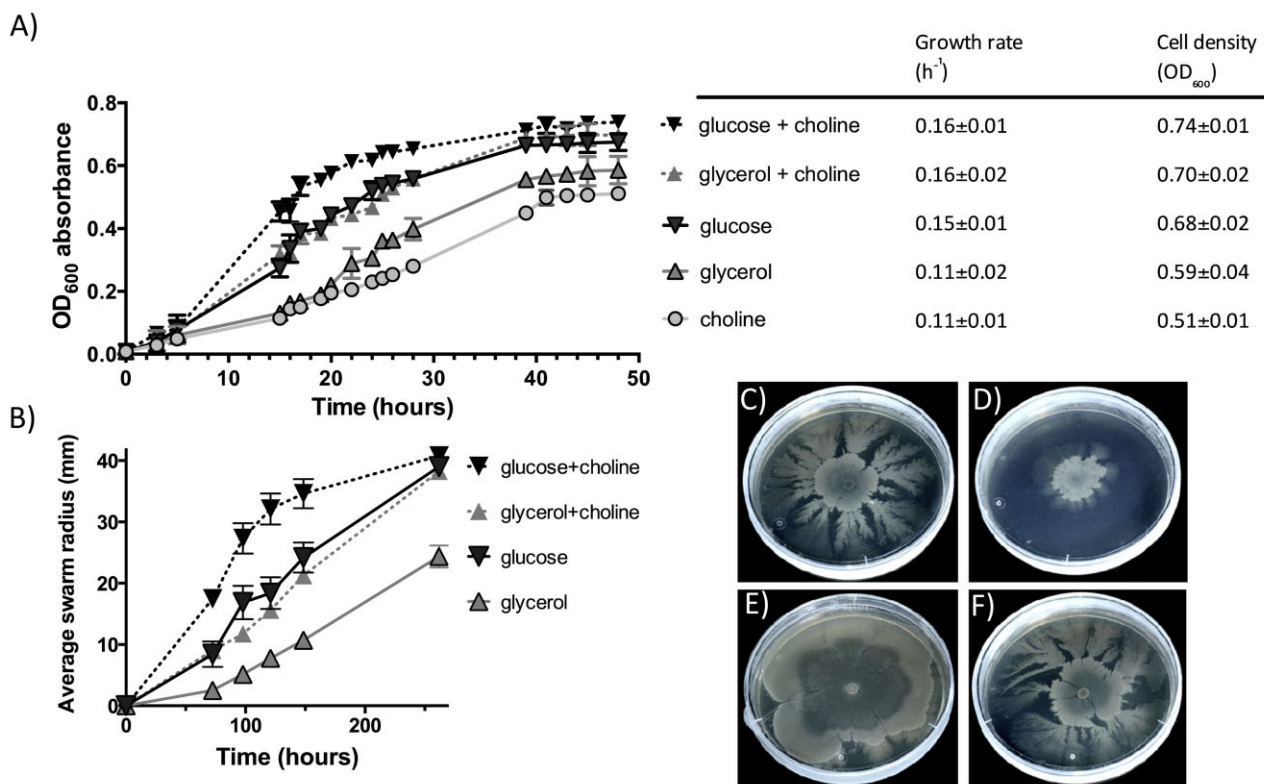 A)
OD600 absorbance
0.8
0.6
0.4
0.2
0.0
0 10 20 30 40 50
Time (hours)
Growth rate Cell density
(h-1) (OD600)
glucose + choline 0.16±0.01 0.74±0.01
glycerol + choline 0.16±0.02 0.70±0.02
glucose 0.15±0.01 0.68±0.02
glycerol 0.11±0.02 0.59±0.04
choline 0.11±0.01 0.51±0.01
B)
Average swarm radius (mm)
40
30
20
10
0
0 100 200
Time (hours)
glucose+choline
glycerol+choline
glucose
glycerol
C) D)
E) F)